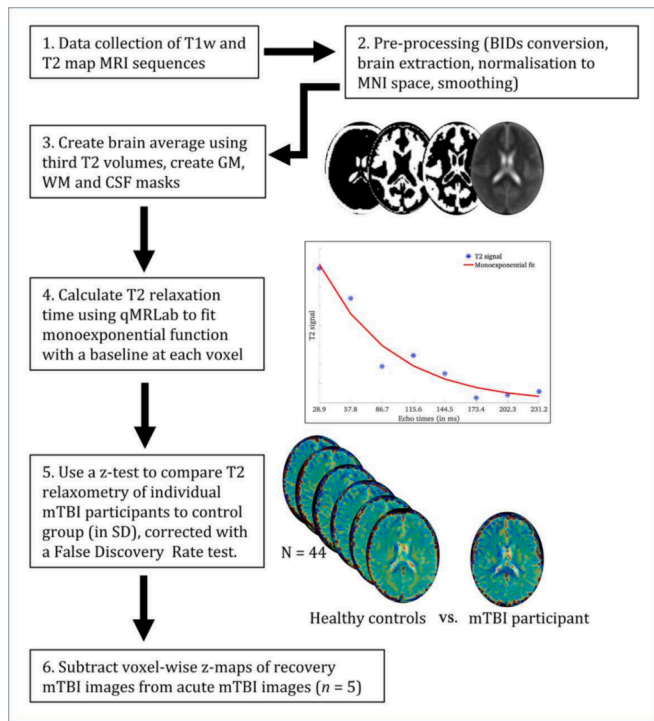 1. Data collection of T1w and
T2 map MRI sequences
2. Pre-processing (BIDs conversion,
brain extraction, normalisation to
MNI space, smoothing)
3. Create brain average using
third T2 volumes, create GM,
WM and CSF masks
4. Calculate T2 relaxation
time using qMRLab to fit
monoexponential function
with a baseline at each voxel
T2 signal
Monoexponential fit
T2 signal
28.9 57.8 86.7 115.6 144.5 173.4 202.3 231.2
Echo times (in ms)
5. Use a z-test to compare T2
relaxometry of individual
mTBI participants to control
group (in SD), corrected with
a False Discovery Rate test.
N = 44
Healthy controls vs. mTBI participant
6. Subtract voxel-wise z-maps of recovery
mTBI images from acute mTBI images (n = 5)